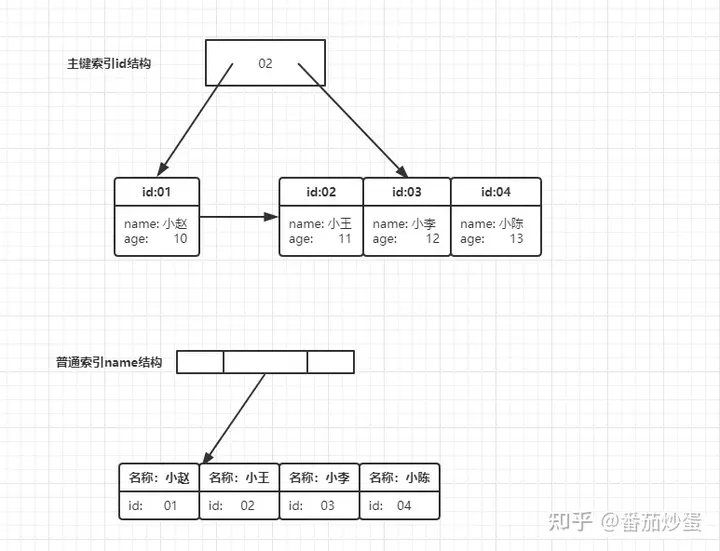 主键索引id结构
02
id:01
id:02
id:03
id:04
name: 小赵
name: 小王
name: 小李
name: 小陈
age: 10
age: 11
age: 12
age: 13
普通索引name结构
名称：小赵
名称：小王
名称：小李
名称：小陈
id: 01
id: 02
id: 03
id: 04
知乎 @番茄炒蛋